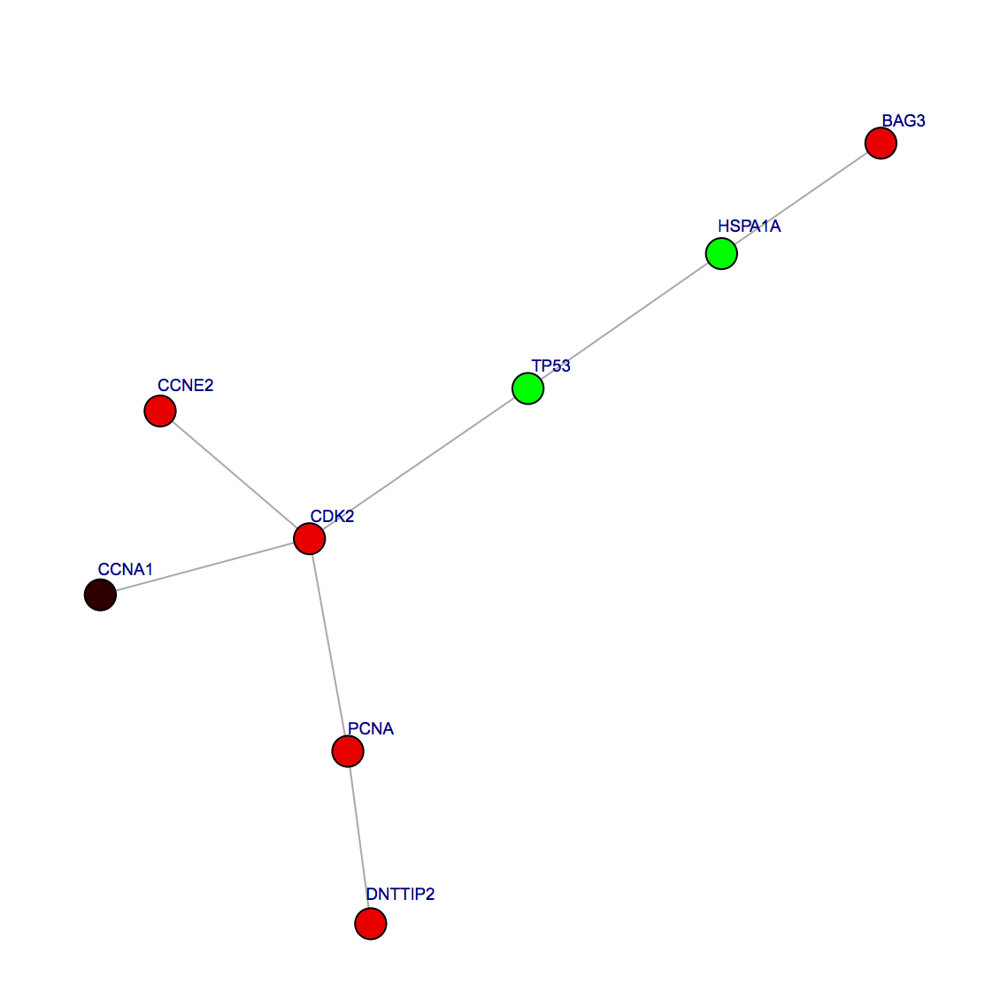 BAG3
HSPA1A
TP53
CCNE2
CDK2
CCNA1
PCNA
DNTTIP2